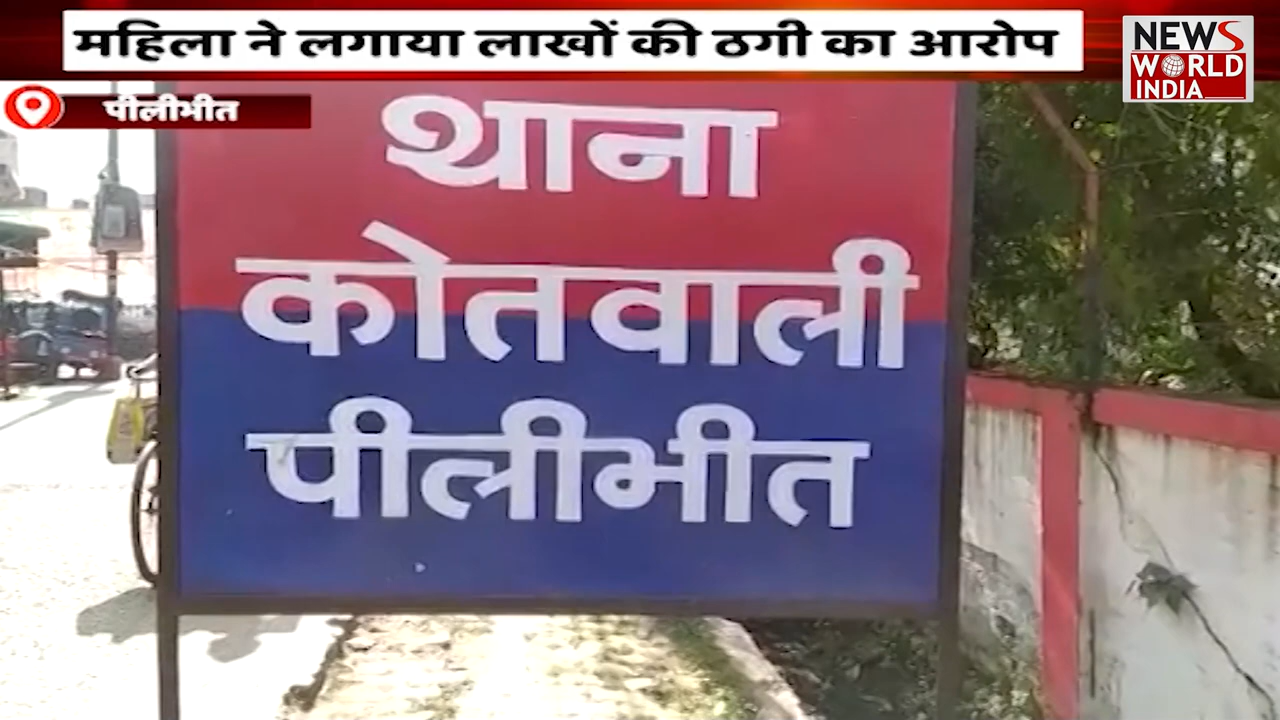 महिला ने लगाया लाखों की ठगी का आरोप
NEWS
WORLD
INDIA
पीलीभीत
थाना
कोतवाली
पीलीभीत